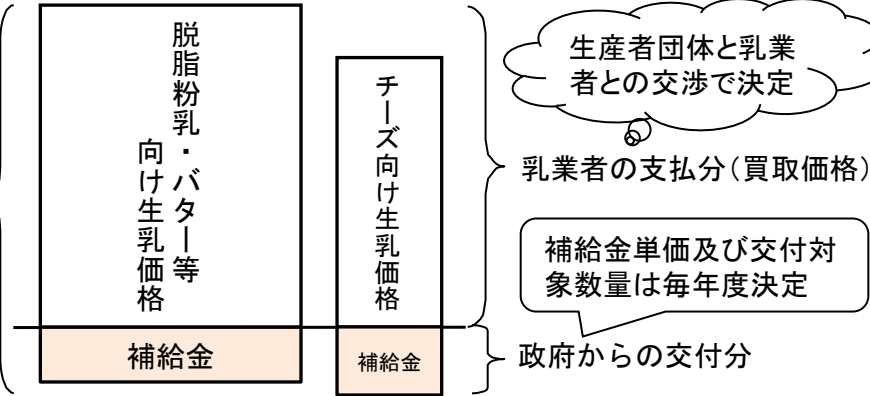 脱脂粉乳・バター等
向け生乳価格
チーズ向け生乳価格
生産者団体と乳業
者との交渉で決定
乳業者の支払分（買取価格）
補給金単価及び交付対
象数量は毎年度決定
補給金
補給金
政府からの交付分